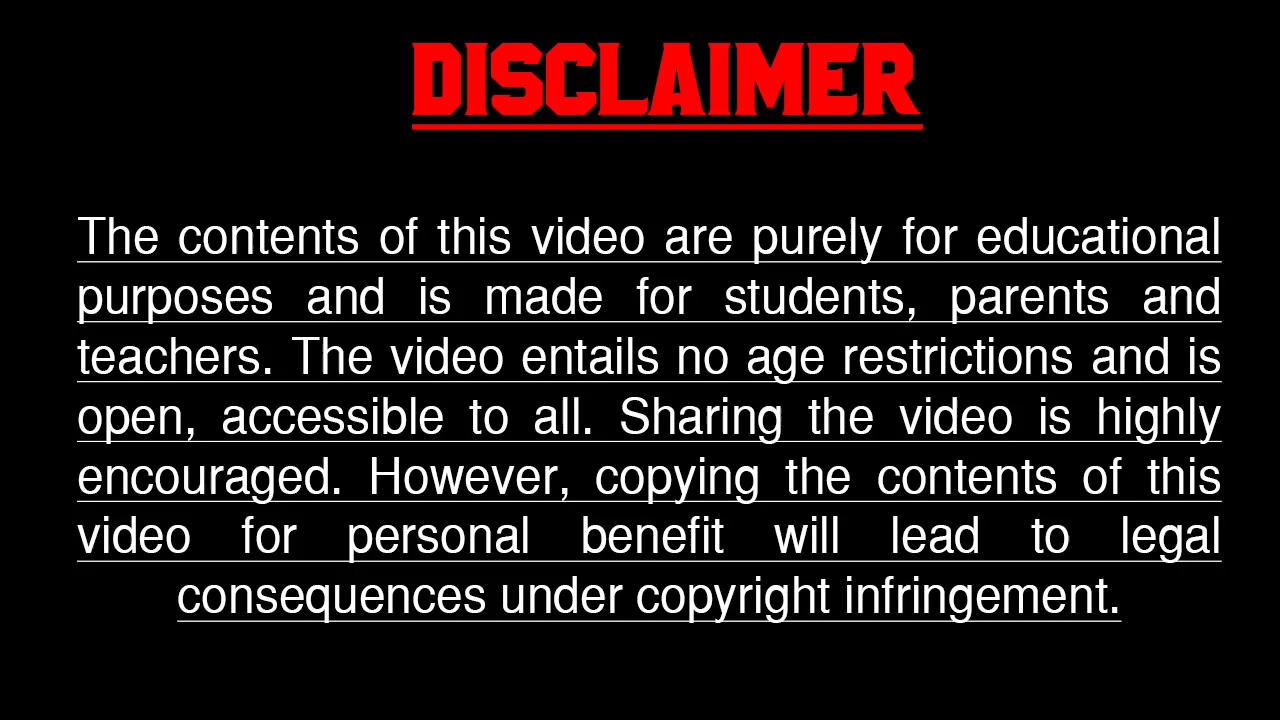 DISCLAIMER
The contents of this video are purely for educational
purposes and is made for students, parents and
teachers. The video entails no age restrictions and is
open, accessible to all. Sharing the video is highly
encouraged. However, copying the contents of this
video for personal benefit will lead to legal
consequences under copyright infringement.